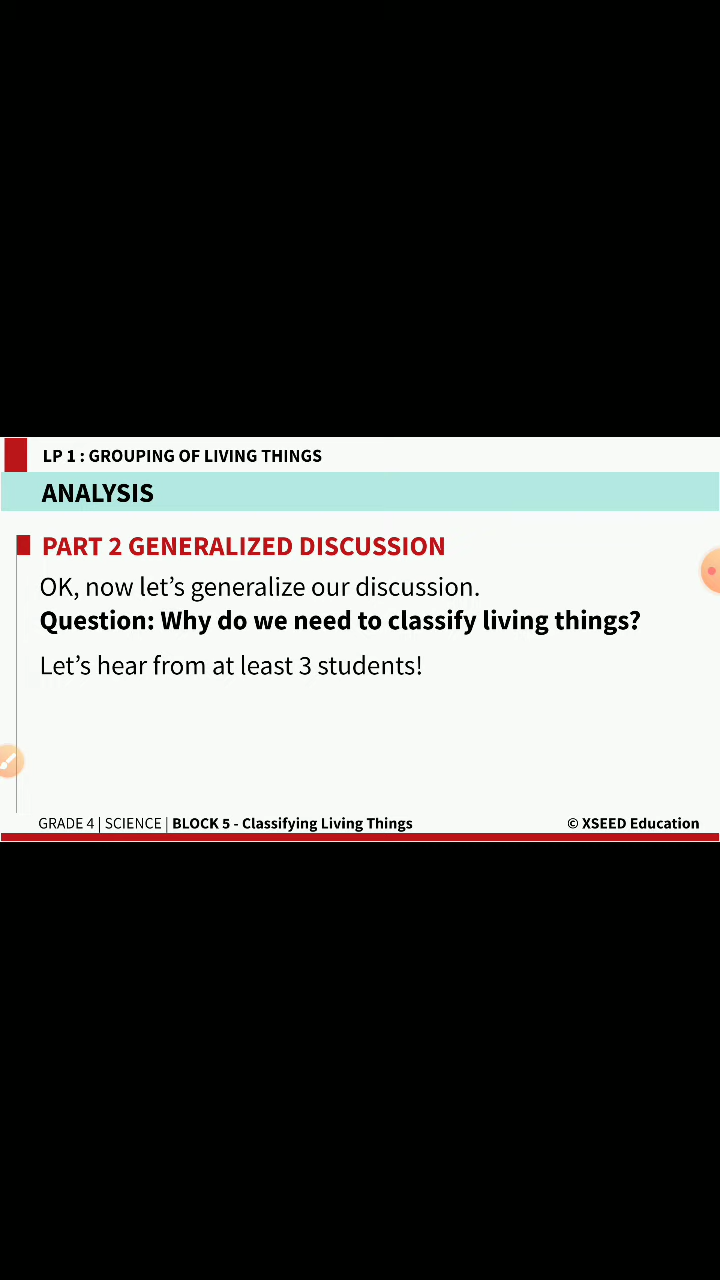 LP 1 : GROUPING OF LIVING THINGS
ANALYSIS
PART 2 GENERALIZED DISCUSSION
OK, now let’s generalize our discussion.
Question: Why do we need to classify living things?
Let’s hear from at least 3 students!
GRADE 4 | SCIENCE | BLOCK 5 - Classifying Living Things
© XSEED Education